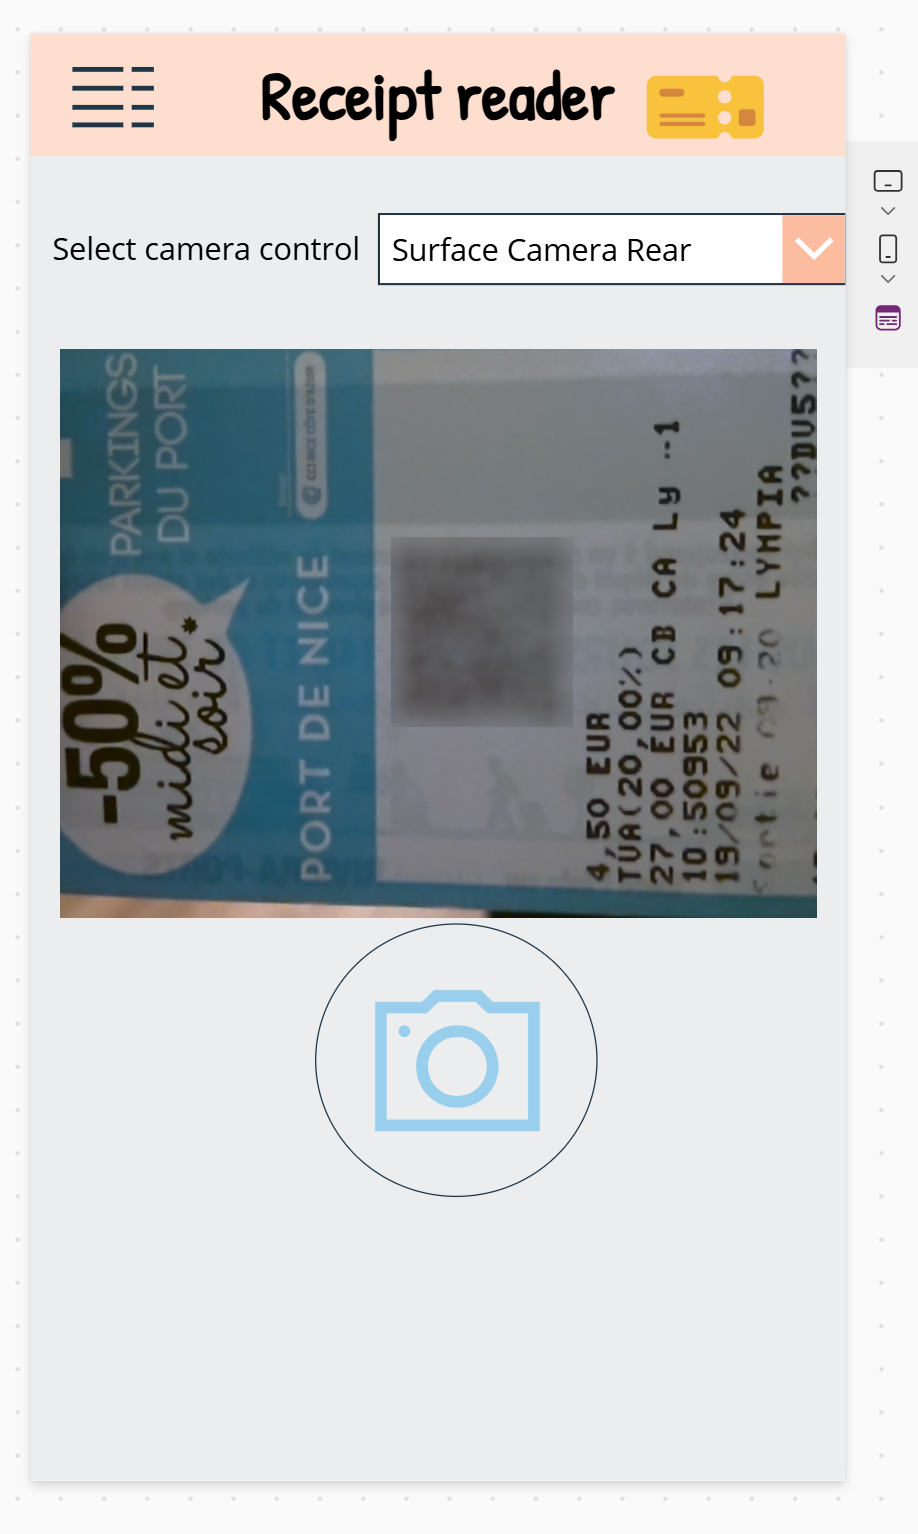 Receipt reader
Select camera control
Surface Camera Rear
PARKINGS
DU PORT
CCI NICE CÔTE D'AZUR
-50%
midi et
soir*
PORT DE NICE
4,50 EUR
TVA(20,00%)
27,00 EUR CB CA Ly --1
10:50953
19/09/22 09:17:24
Sortie 09:20 LYMPIA
??DV5??